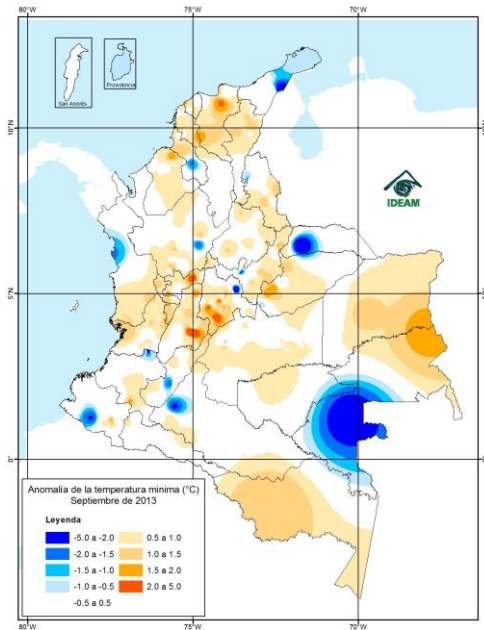 80°W 75°W 70°W
San Andrés
Providencia
10°N 10°N
IDEAM
5°N 5°N
0° 0°
Anomalía de la temperatura mínima (°C)
Septiembre de 2013
Leyenda
-5.0 a -2.0 0.5 a 1.0
-2.0 a -1.5 1.0 a 1.5
-1.5 a -1.0 1.5 a 2.0
-1.0 a -0.5 2.0 a 5.0
-0.5 a 0.5
80°W 75°W 70°W